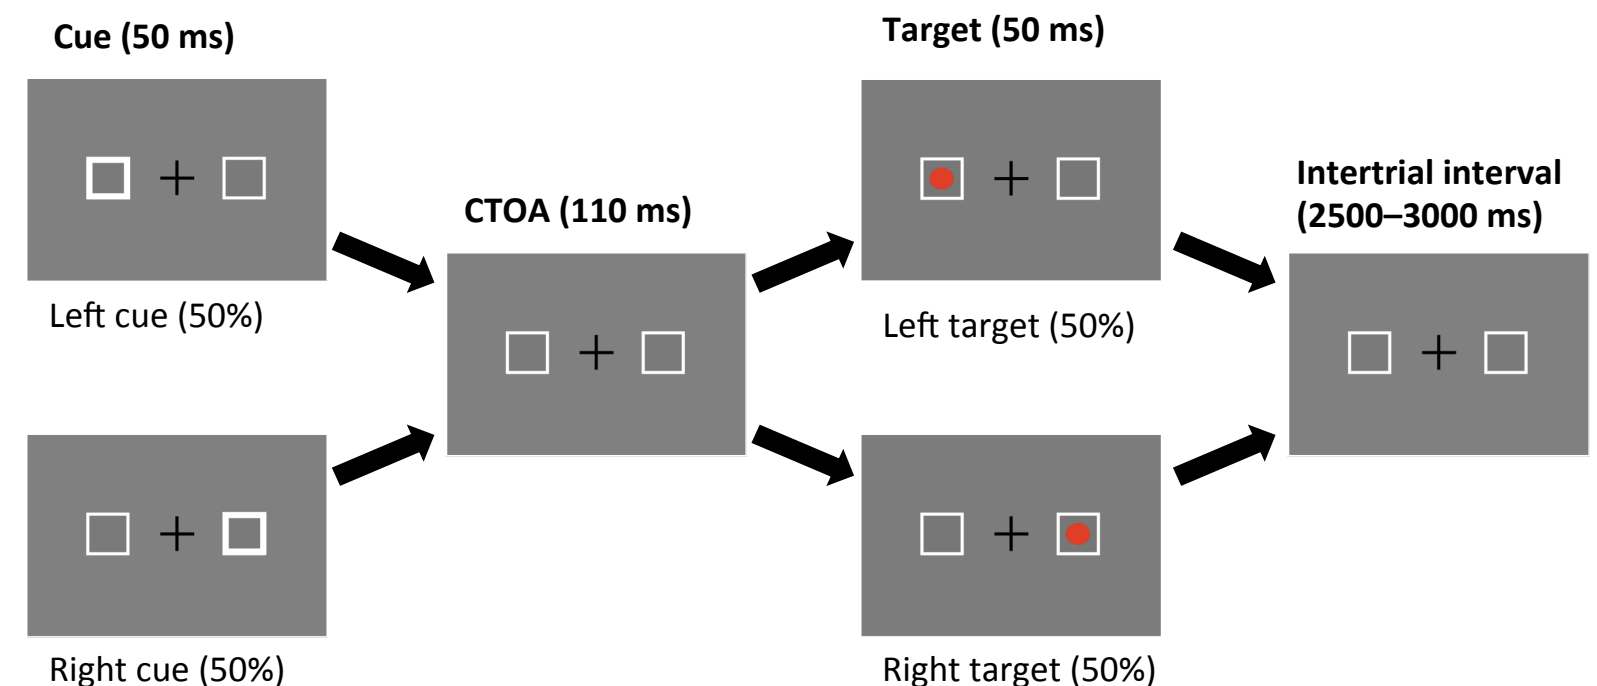 Cue (50 ms)
Left cue (50%)
Right cue (50%)
CTOA (110 ms)
Target (50 ms)
Left target (50%)
Right target (50%)
Intertrial interval
(2500–3000 ms)